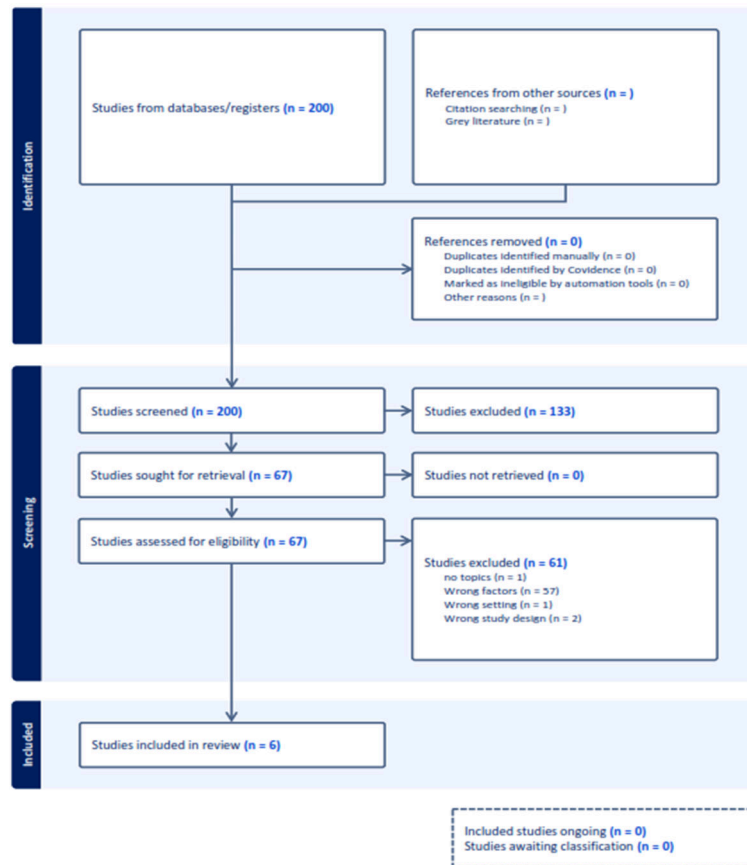 Identification
Studies from databases/registers (n = 200)
References from other sources (n = )
Citation searching (n = )
Grey literature (n = )
References removed (n = 0)
Duplicates identified manually (n = 0)
Duplicates identified by Covidence (n = 0)
Marked as ineligible by automation tools (n = 0)
Other reasons (n = )
Screening
Studies screened (n = 200)
Studies excluded (n = 133)
Studies sought for retrieval (n = 67)
Studies not retrieved (n = 0)
Studies assessed for eligibility (n = 67)
Studies excluded (n = 61)
no topics (n = 1)
Wrong factors (n = 57)
Wrong setting (n = 1)
Wrong study design (n = 2)
Included
Studies included in review (n = 6)
Included studies ongoing (n = 0)
Studies awaiting classification (n = 0)